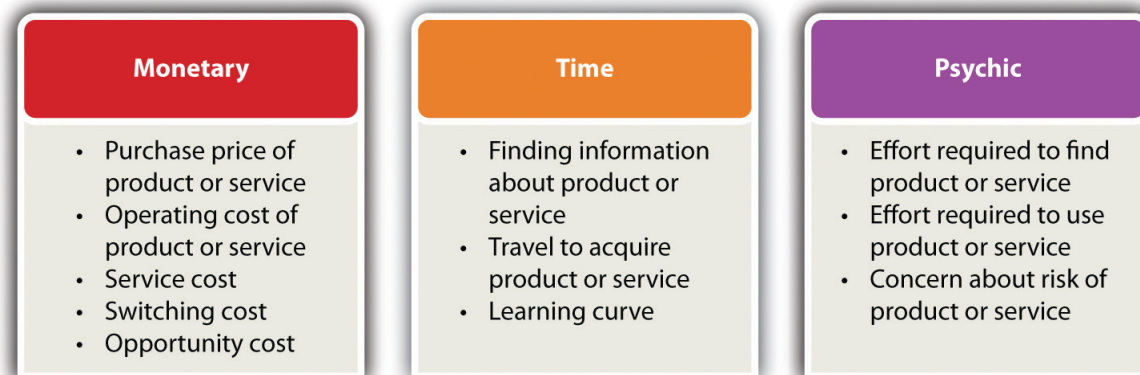 Monetary
• Purchase price of
product or service
• Operating cost of
product or service
• Service cost
• Switching cost
• Opportunity cost
Time
• Finding information
about product or
service
• Travel to acquire
product or service
• Learning curve
Psychic
• Effort required to find
product or service
• Effort required to use
product or service
• Concern about risk of
product or service